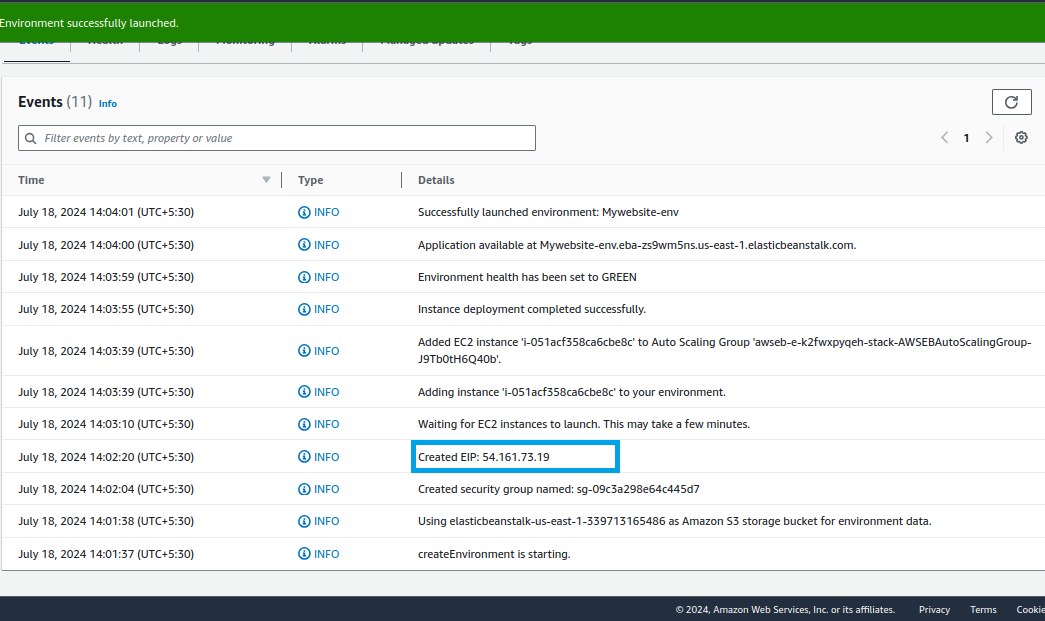 Environment successfully launched.
Events Health Logs Monitoring Alarms Managed updates Tags
Events (11) Info
Filter events by text, property or value
1
Time Type Details
July 18, 2024 14:04:01 (UTC+5:30) INFO Successfully launched environment: Mywebsite-env
July 18, 2024 14:04:00 (UTC+5:30) INFO Application available at Mywebsite-env.eba-zs9wm5ns.us-east-1.elasticbeanstalk.com.
July 18, 2024 14:03:59 (UTC+5:30) INFO Environment health has been set to GREEN
July 18, 2024 14:03:55 (UTC+5:30) INFO Instance deployment completed successfully.
July 18, 2024 14:03:39 (UTC+5:30) INFO Added EC2 instance 'i-051acf358ca6cbe8c' to Auto Scaling Group 'awseb-e-k2fwxpyqeh-stack-AWSEBAutoScalingGroup-
J9Tb0tH6Q40b'.
July 18, 2024 14:03:39 (UTC+5:30) INFO Adding instance 'i-051acf358ca6cbe8c' to your environment.
July 18, 2024 14:03:10 (UTC+5:30) INFO Waiting for EC2 instances to launch. This may take a few minutes.
July 18, 2024 14:02:20 (UTC+5:30) INFO Created EIP: 54.161.73.19
July 18, 2024 14:02:04 (UTC+5:30) INFO Created security group named: sg-09c3a298e64c445d7
July 18, 2024 14:01:38 (UTC+5:30) INFO Using elasticbeanstalk-us-east-1-339713165486 as Amazon S3 storage bucket for environment data.
July 18, 2024 14:01:37 (UTC+5:30) INFO createEnvironment is starting.
© 2024, Amazon Web Services, Inc. or its affiliates. Privacy Terms Cookie